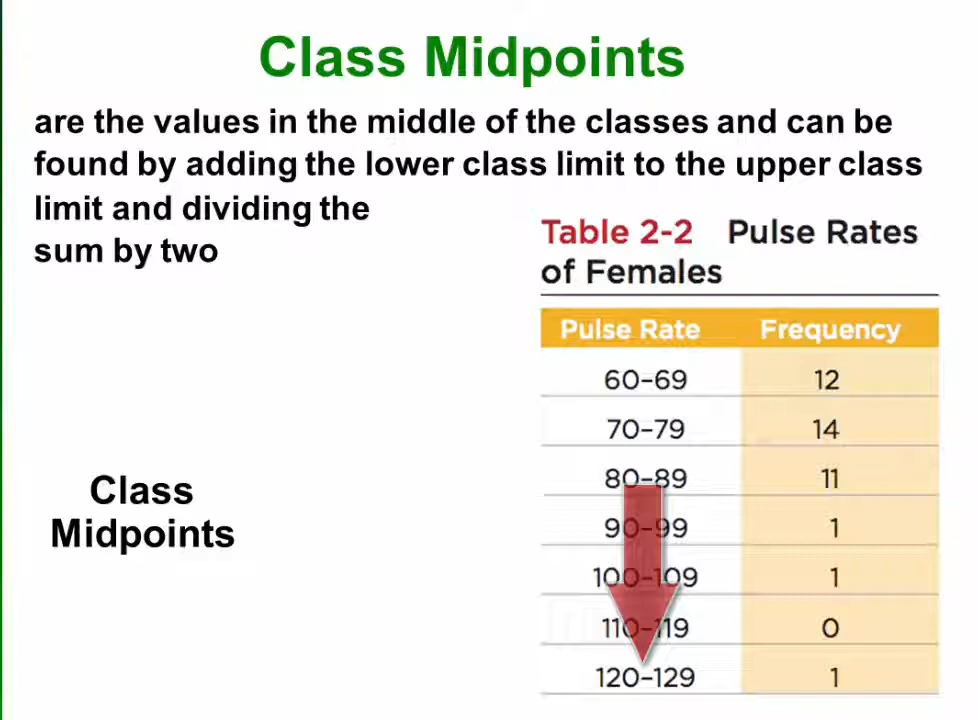 Class Midpoints
are the values in the middle of the classes and can be
found by adding the lower class limit to the upper class
limit and dividing the
sum by two
Table 2-2 Pulse Rates
of Females
Pulse Rate Frequency
60–69 12
70–79 14
80–89 11
90–99 1
100–109 1
110–119 0
120–129 1
Class
Midpoints